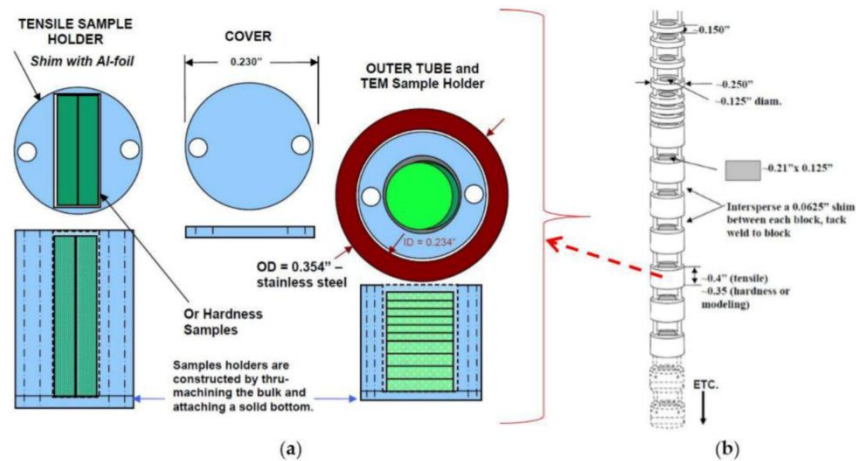 TENSILE SAMPLE
HOLDER
Shim with Al-foil
COVER
0.230”
OUTER TUBE and
TEM Sample Holder
ID = 0.234”
OD = 0.354” –
stainless steel
Or Hardness
Samples
Samples holders are
constructed by thru-
machining the bulk and
attaching a solid bottom.
(a)
~0.150”
~0.250”
~0.125” diam.
~0.21”x 0.125”
Intersperse a 0.0625” shim
between each block, tack
weld to block
~0.4” (tensile)
~0.35 (hardness or
modeling)
ETC.
(b)